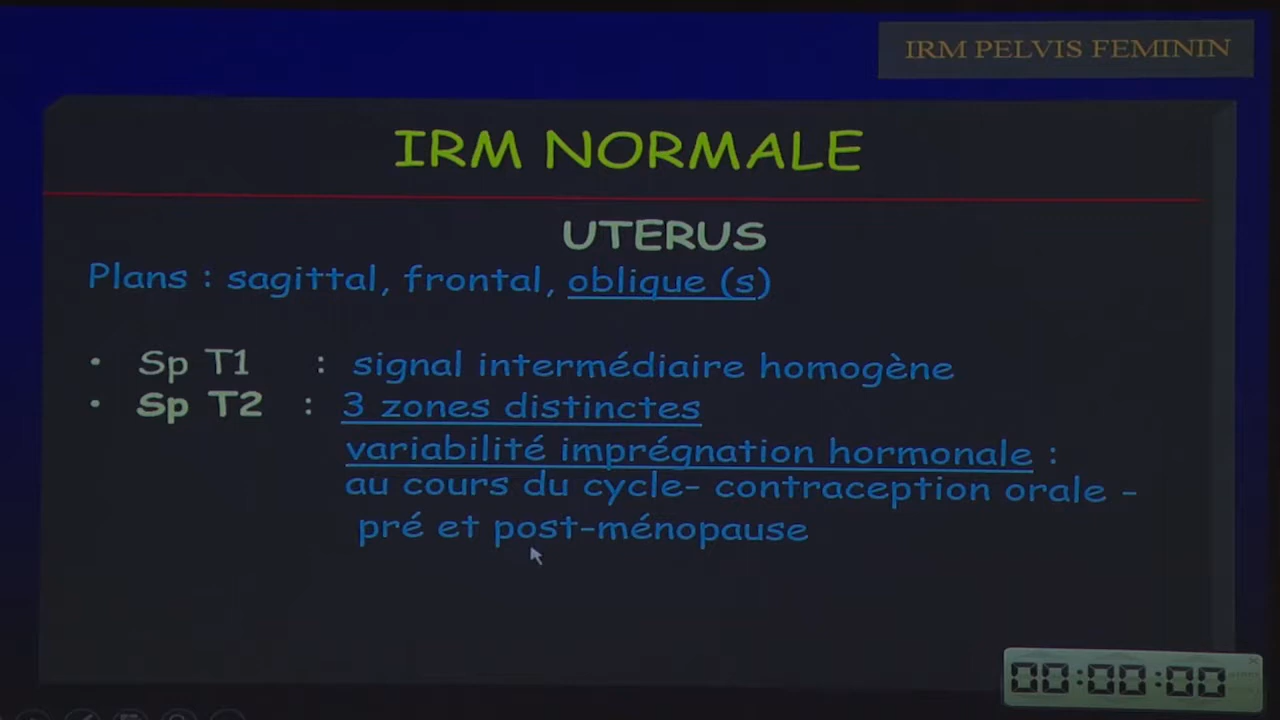 IRM PELVIS FEMININ
IRM NORMALE
UTERUS
Plans : sagittal, frontal, oblique (s)
• Sp T1 : signal intermédiaire homogène
• Sp T2 : 3 zones distinctes
variabilité imprégnation hormonale :
au cours du cycle- contraception orale -
pré et post-ménopause
00:00:00